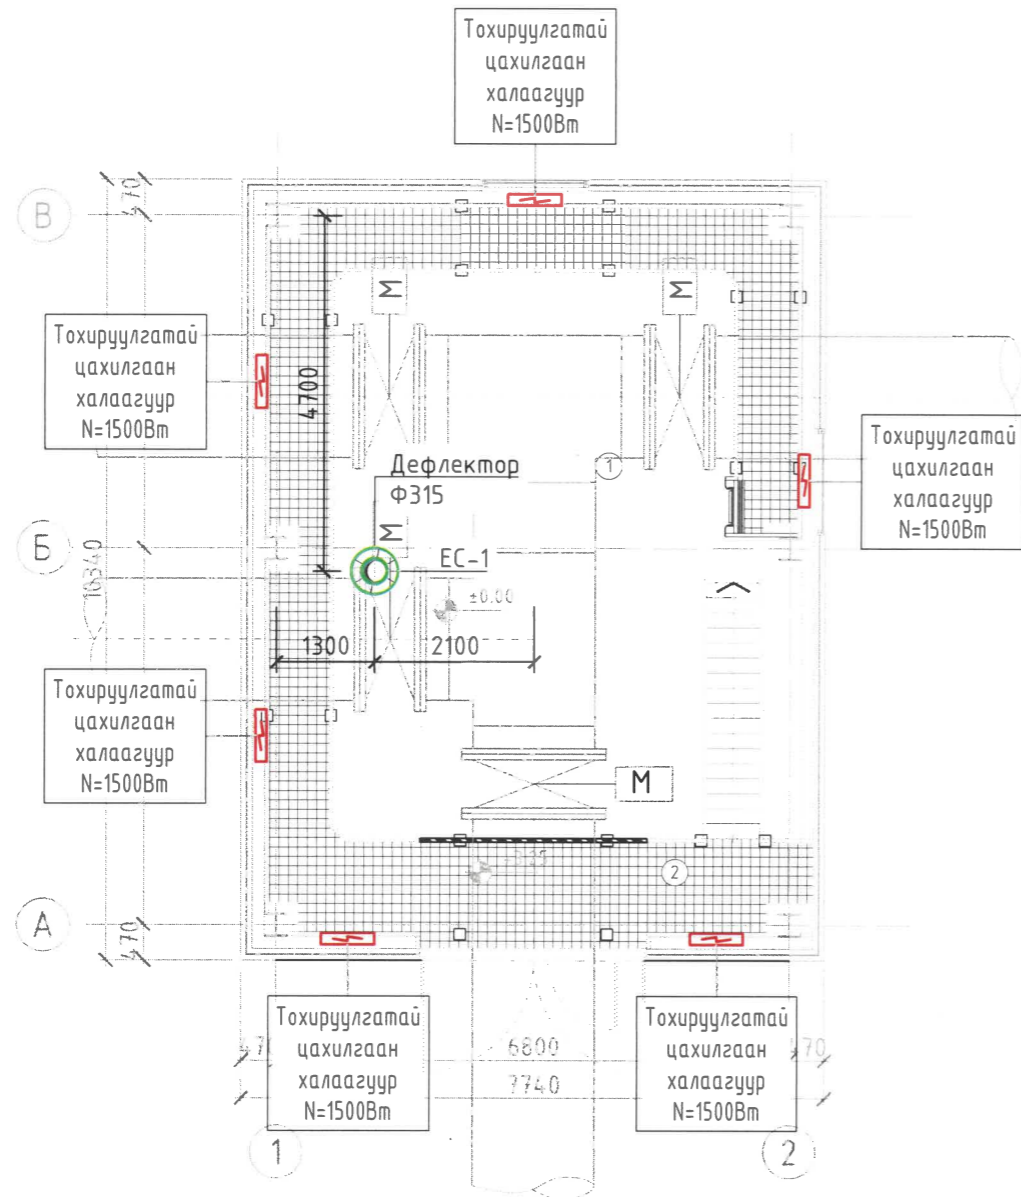 Тохируулгатай
цахилгаан
халаагуур
N=1500Вт
470
В
М
М
Тохируулгатай
цахилгаан
халаагуур
N=1500Вт
4700
Тохируулгатай
цахилгаан
халаагуур
N=1500Вт
Дефлектор
Ф315
1
М
Б
ЕС-1
10340
±0.00
1300
2100
Тохируулгатай
цахилгаан
халаагуур
N=1500Вт
М
2
А
470
Тохируулгатай
цахилгаан
халаагуур
N=1500Вт
Тохируулгатай
цахилгаан
халаагуур
N=1500Вт
6800
7740
1
2